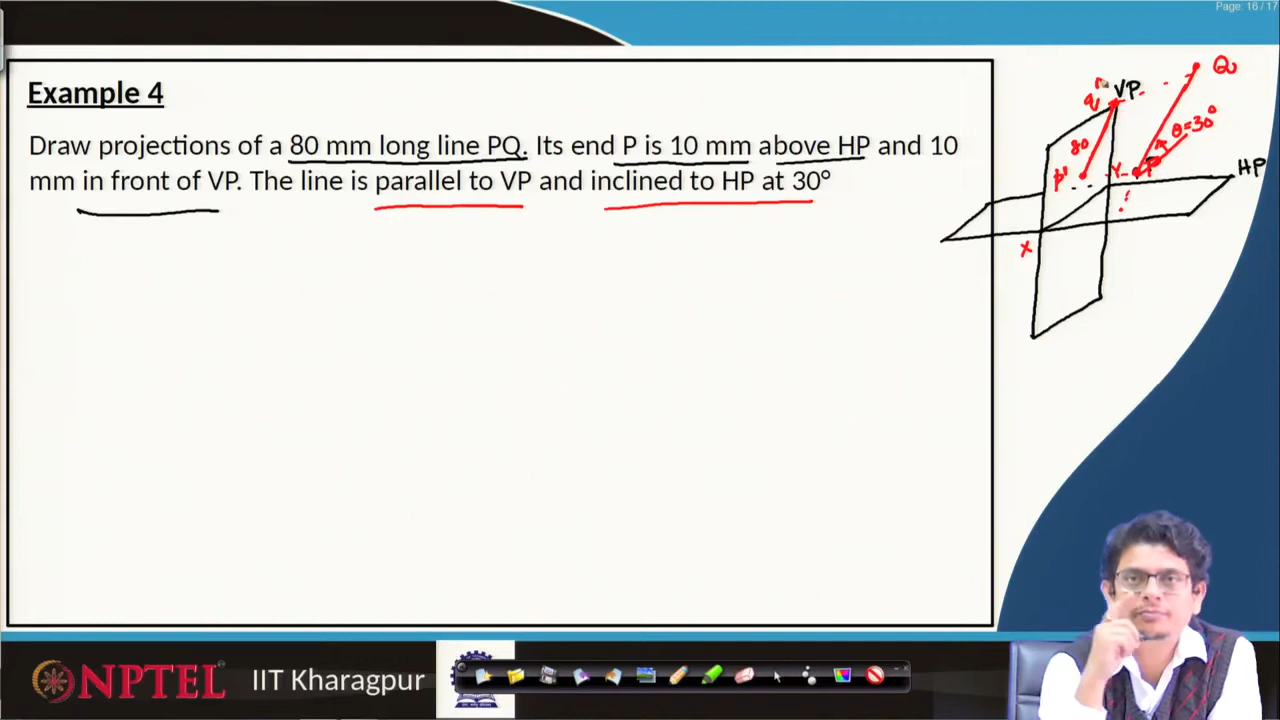 Page: 16 / 17
Example 4
Draw projections of a 80 mm long line PQ. Its end P is 10 mm above HP and 10
mm in front of VP. The line is parallel to VP and inclined to HP at 30°
Q
VP
q'
θ=30°
80
p'
Y
P
HP
X
NPTEL
IIT Kharagpur